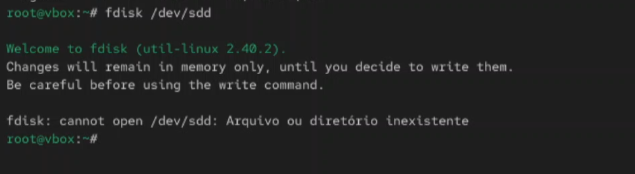 root@vbox:~# fdisk /dev/sdd
Welcome to fdisk (util-linux 2.40.2).
Changes will remain in memory only, until you decide to write them.
Be careful before using the write command.
fdisk: cannot open /dev/sdd: Arquivo ou diretório inexistente
root@vbox:~#